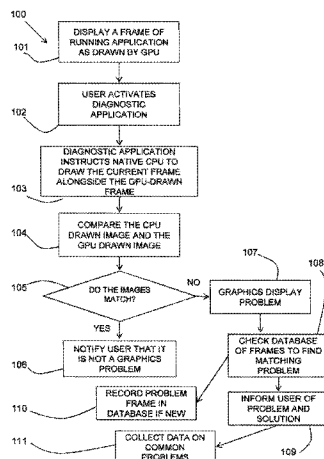 100
DISPLAY A FRAME OF
RUNNING APPLICATION
AS DRAWN BY GPU
101
USER ACTIVATES
DIAGNOSTIC
APPLICATION
102
DIAGNOSTIC APPLICATION
INSTRUCTS NATIVE CPU TO
DRAW THE CURRENT FRAME
ALONGSIDE THE GPU-DRAWN
FRAME
103
COMPARE THE CPU
DRAWN IMAGE AND THE
GPU DRAWN IMAGE
104
DO THE IMAGES
MATCH?
105
NO
YES
107
GRAPHICS DISPLAY
PROBLEM
108
NOTIFY USER THAT IT
IS NOT A GRAPHICS
PROBLEM
106
CHECK DATABASE
OF FRAMES TO FIND
MATCHING
PROBLEM
RECORD PROBLEM
FRAME IN
DATABASE IF NEW
110
INFORM USER OF
PROBLEM AND
SOLUTION
109
COLLECT DATA ON
COMMON
PROBLEMS
111